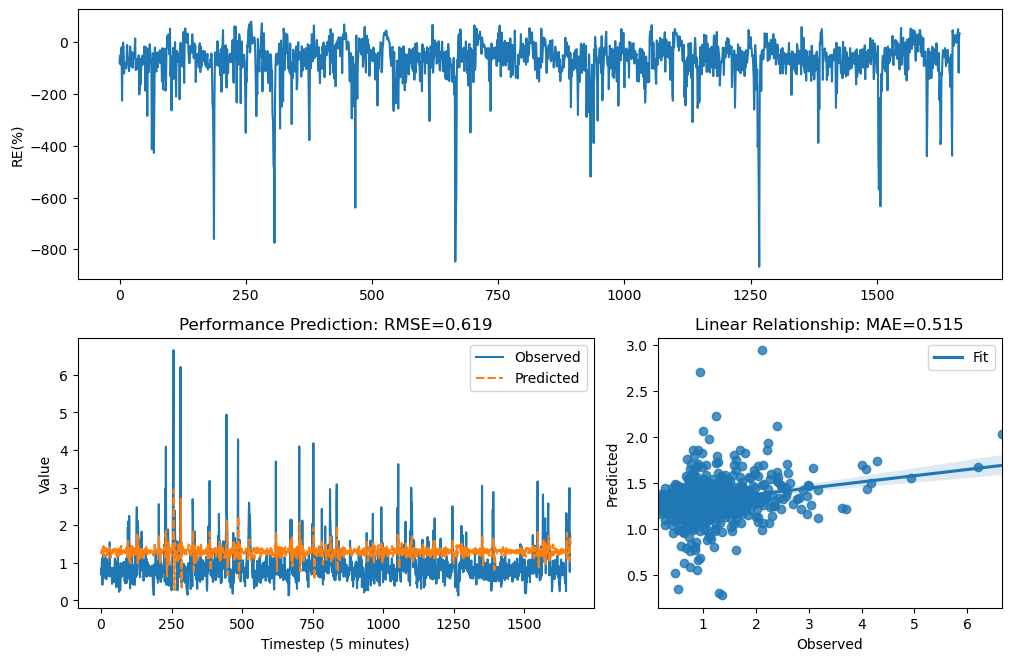 RE(%)
0
−200
−400
−600
−800
0 250 500 750 1000 1250 1500
Performance Prediction: RMSE=0.619
Value
6
5
4
3
2
1
0
Observed
Predicted
0 250 500 750 1000 1250 1500
Timestep (5 minutes)
Linear Relationship: MAE=0.515
Predicted
3.0
2.5
2.0
1.5
1.0
0.5
Fit
1 2 3 4 5 6
Observed